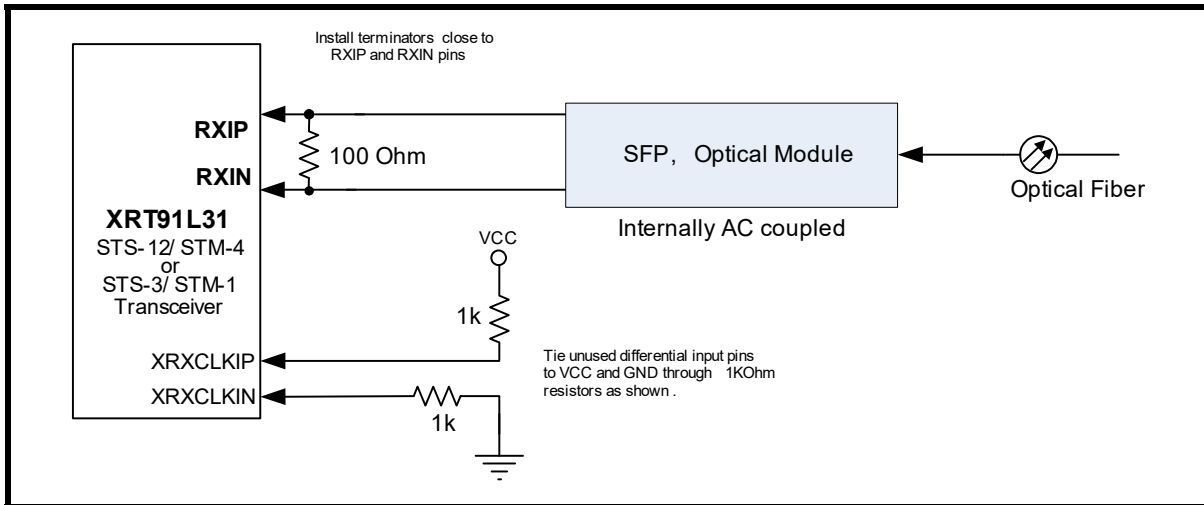 Install terminators close to
RXIP and RXIN pins
RXIP
100 Ohm
RXIN
SFP, Optical Module
Optical Fiber
Internally AC coupled
XRT91L31
STS-12/ STM-4
or
STS-3/ STM-1
Transceiver
VCC
1k
XRXCLKIP
Tie unused differential input pins
to VCC and GND through 1KOhm
resistors as shown .
XRXCLKIN
1k